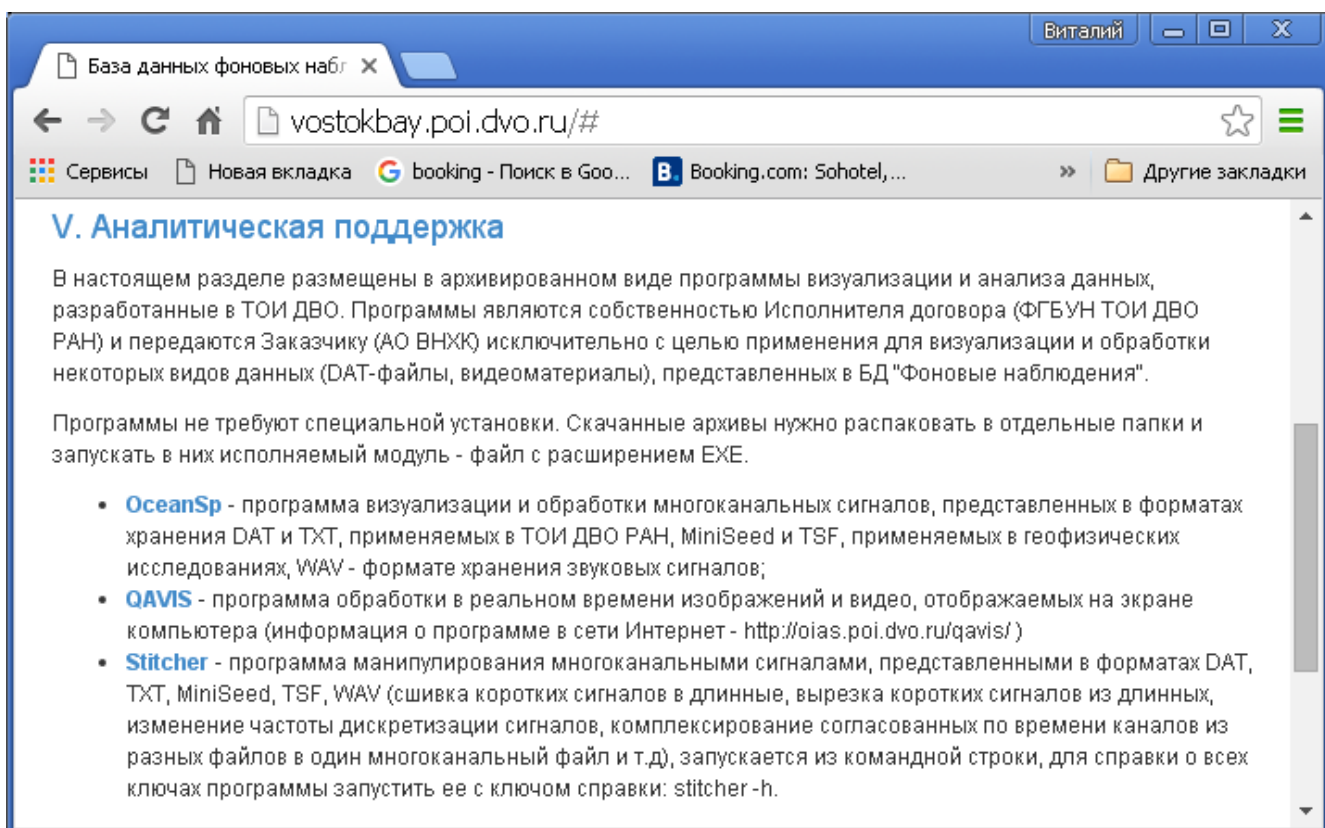 Виталий
База данных фоновых наб
vostokbay.poi.dvo.ru/#
Сервисы Новая вкладка booking - Поиск в Goo... Booking.com: Sohotel,... » Другие закладки
V. Аналитическая поддержка
В настоящем разделе размещены в архивированном виде программы визуализации и анализа данных,
разработанные в ТОИ ДВО. Программы являются собственностью Исполнителя договора (ФГБУН ТОИ ДВО
РАН) и передаются Заказчику (АО ВНХК) исключительно с целью применения для визуализации и обработки
некоторых видов данных (DAT-файлы, видеоматериалы), представленных в БД "Фоновые наблюдения".
Программы не требуют специальной установки. Скачанные архивы нужно распаковать в отдельные папки и
запускать в них исполняемый модуль - файл с расширением EXE.
• OceanSp - программа визуализации и обработки многоканальных сигналов, представленных в форматах
хранения DAT и TXT, применяемых в ТОИ ДВО РАН, MiniSeed и TSF, применяемых в геофизических
исследованиях, WAV - формате хранения звуковых сигналов;
• QAVIS - программа обработки в реальном времени изображений и видео, отображаемых на экране
компьютера (информация о программе в сети Интернет - http://oias.poi.dvo.ru/qavis/ )
• Stitcher - программа манипулирования многоканальными сигналами, представленными в форматах DAT,
TXT, MiniSeed, TSF, WAV (сшивка коротких сигналов в длинные, вырезка коротких сигналов из длинных,
изменение частоты дискретизации сигналов, комплексирование согласованных по времени каналов из
разных файлов в один многоканальный файл и т.д), запускается из командной строки, для справки о всех
ключах программы запустить ее с ключом справки: stitcher -h.